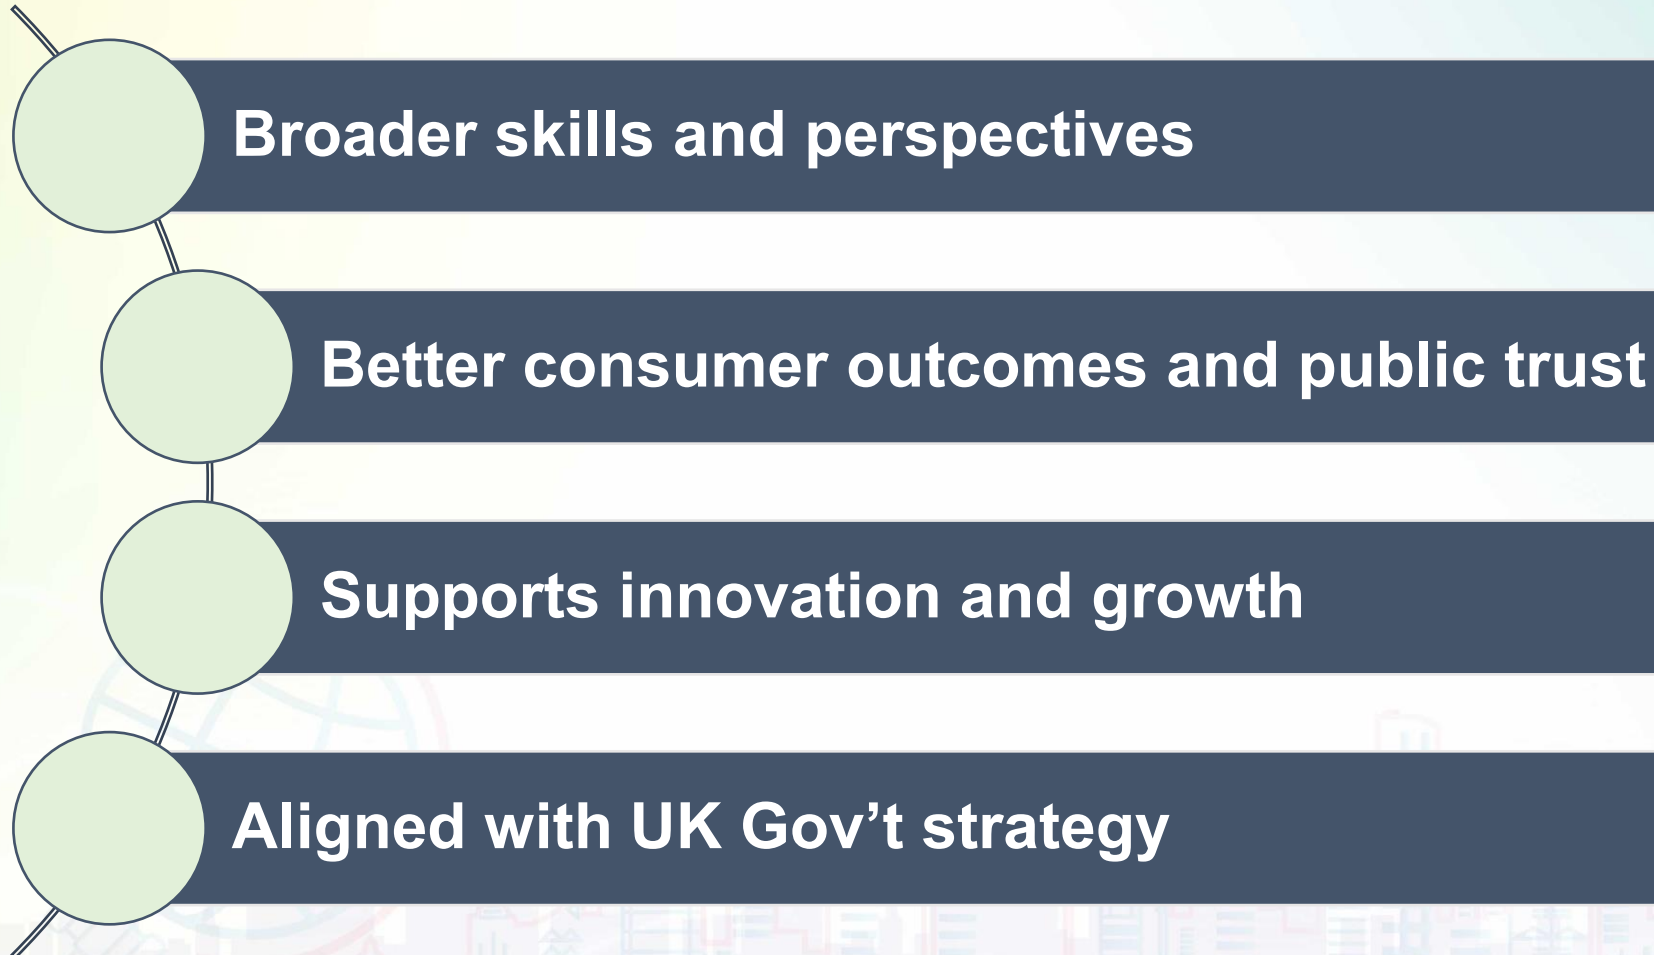 Broader skills and perspectives
Better consumer outcomes and public trust
Supports innovation and growth
Aligned with UK Gov’t strategy